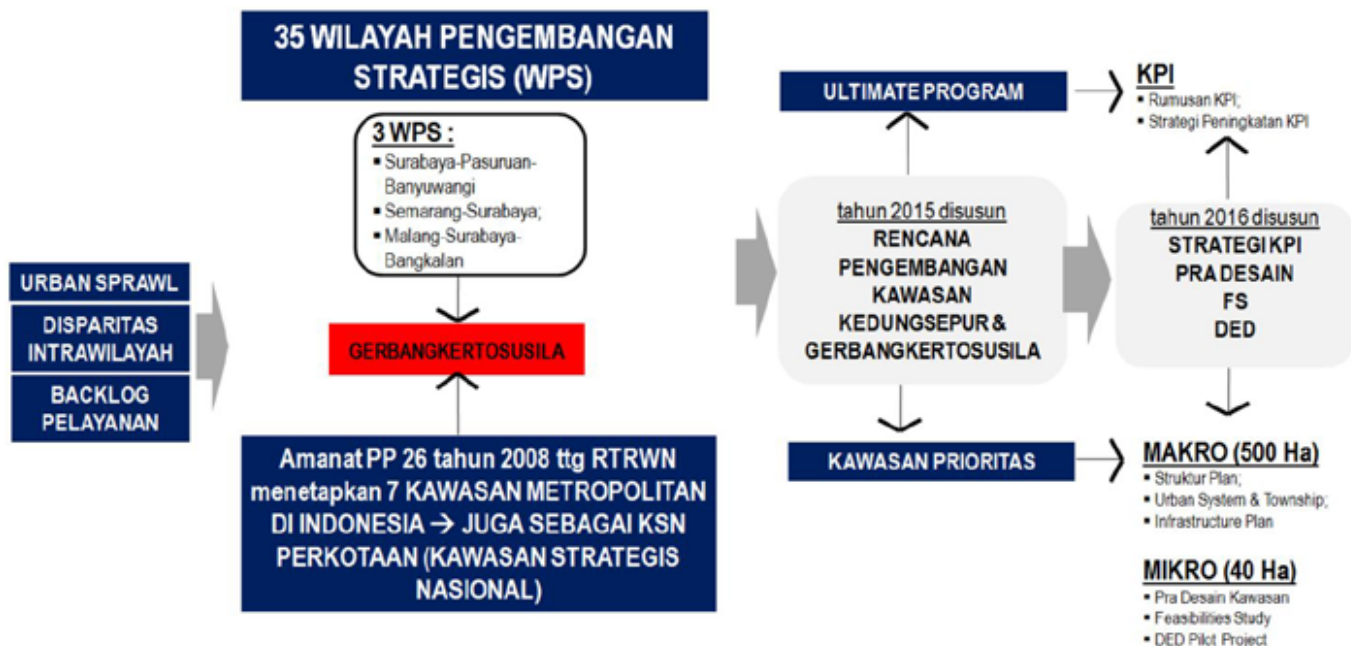 35 WILAYAH PENGEMBANGAN
STRATEGIS (WPS)
3 WPS :
▪ Surabaya-Pasuruan-
Banyuwangi
▪ Semarang-Surabaya;
▪ Malang-Surabaya-
Bangkalan
URBAN SPRAWL
DISPARITAS
INTRAWILAYAH
BACKLOG
PELAYANAN
GERBANGKERTOSUSILA
Amanat PP 26 tahun 2008 ttg RTRWN
menetapkan 7 KAWASAN METROPOLITAN
DI INDONESIA → JUGA SEBAGAI KSN
PERKOTAAN (KAWASAN STRATEGIS
NASIONAL)
ULTIMATE PROGRAM
tahun 2015 disusun
RENCANA
PENGEMBANGAN
KAWASAN
KEDUNGSEPUR &
GERBANGKERTOSUSILA
KAWASAN PRIORITAS
KPI
▪ Rumusan KPI;
▪ Strategi Peningkatan KPI
tahun 2016 disusun
STRATEGI KPI
PRA DESAIN
FS
DED
MAKRO (500 Ha)
▪ Struktur Plan;
▪ Urban System & Township;
▪ Infrastructure Plan
MIKRO (40 Ha)
▪ Pra Desain Kawasan
▪ Feasibilities Study
▪ DED Pilot Project